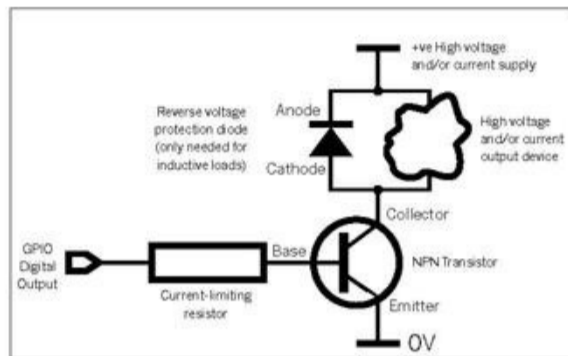 +ve High voltage
and/or current supply
Reverse voltage
protection diode
(only needed for
inductive loads)
Anode
Cathode
High voltage
and/or current
output device
Collector
GPIO
Digital
Output
Base
NPN Transistor
Current-limiting
resistor
Emitter
0V